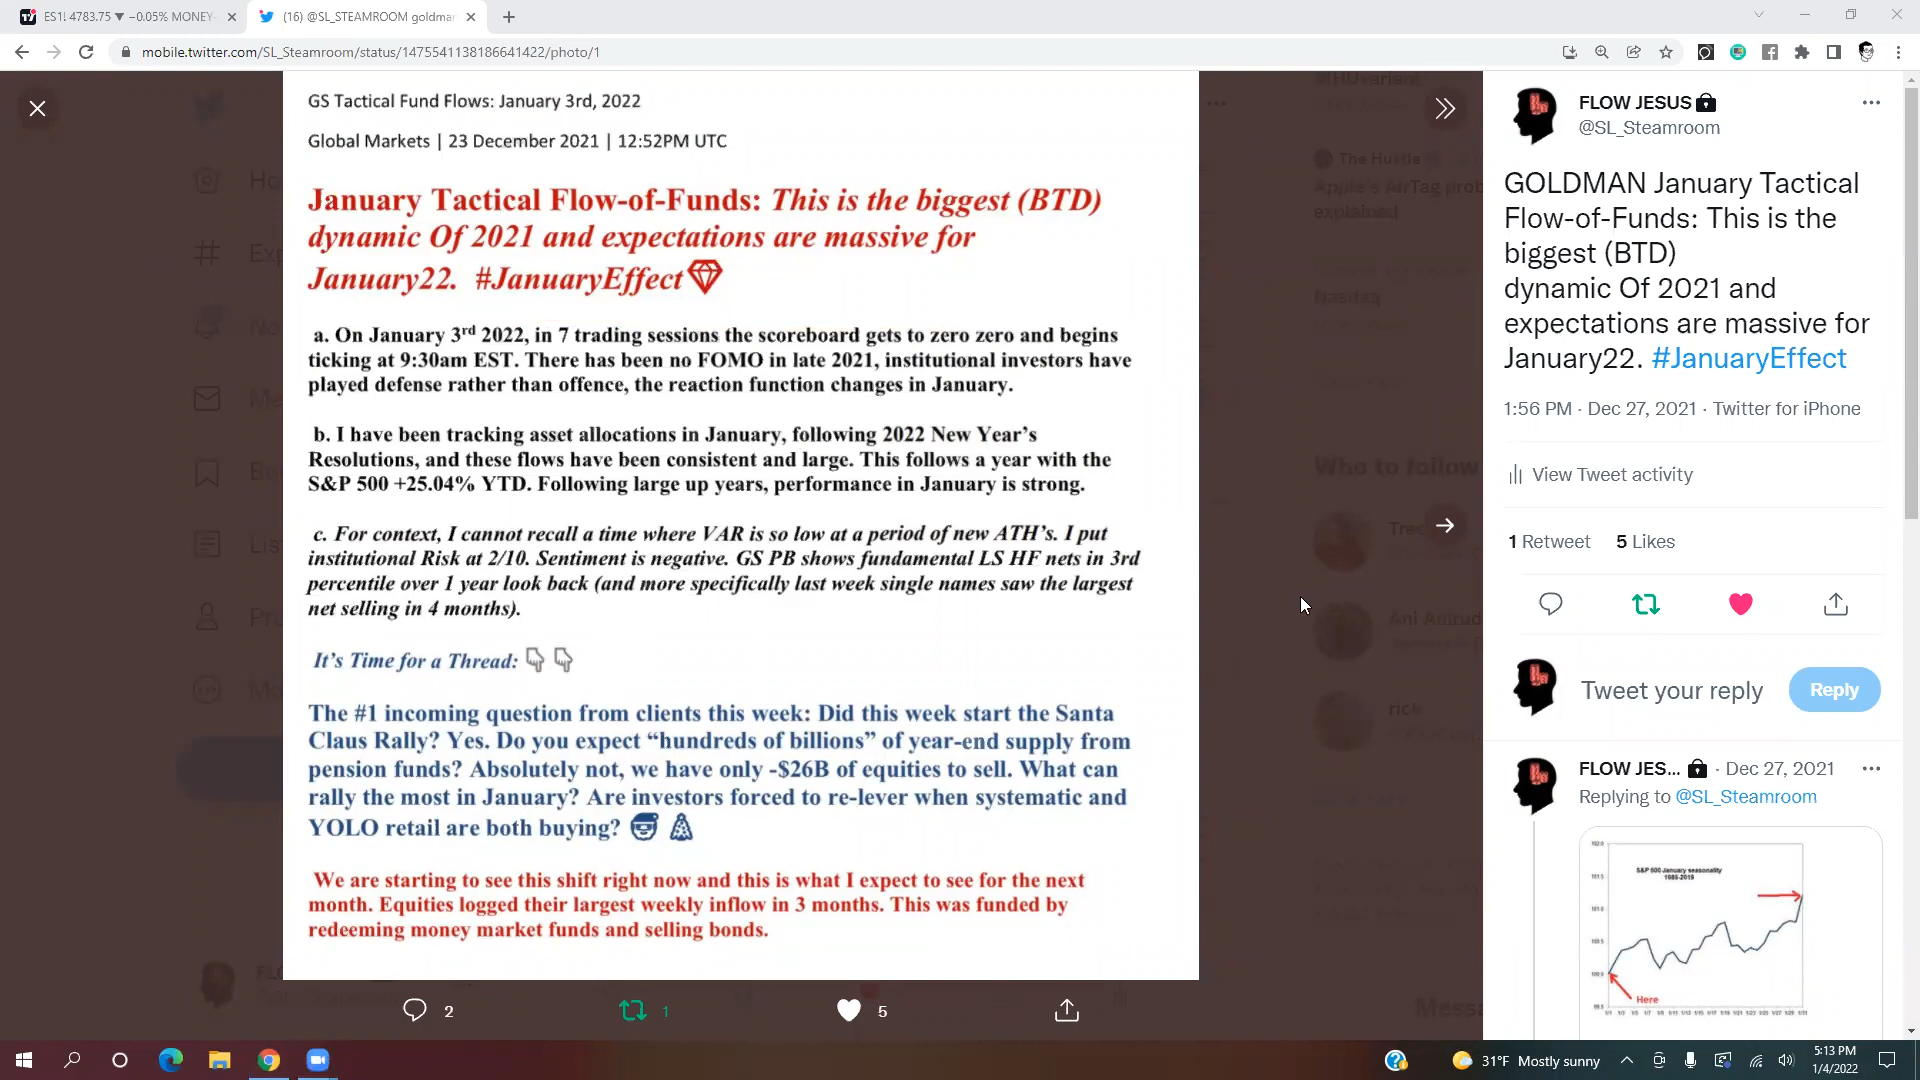 ES1! 4783.75 ▼ −0.05% MONEY-
(16) @SL_STEAMROOM goldman
mobile.twitter.com/SL_Steamroom/status/1475541138186641422/photo/1
GS Tactical Fund Flows: January 3rd, 2022
Global Markets | 23 December 2021 | 12:52PM UTC
January Tactical Flow-of-Funds: This is the biggest (BTD)
dynamic Of 2021 and expectations are massive for
January22. #JanuaryEffect
a. On January 3rd 2022, in 7 trading sessions the scoreboard gets to zero zero and begins
ticking at 9:30am EST. There has been no FOMO in late 2021, institutional investors have
played defense rather than offence, the reaction function changes in January.
b. I have been tracking asset allocations in January, following 2022 New Year's
Resolutions, and these flows have been consistent and large. This follows a year with the
S&P 500 +25.04% YTD. Following large up years, performance in January is strong.
c. For context, I cannot recall a time where VAR is so low at a period of new ATH's. I put
institutional Risk at 2/10. Sentiment is negative. GS PB shows fundamental LS HF nets in 3rd
percentile over 1 year look back (and more specifically last week single names saw the largest
net selling in 4 months).
It's Time for a Thread:
The #1 incoming question from clients this week: Did this week start the Santa
Claus Rally? Yes. Do you expect "hundreds of billions" of year-end supply from
pension funds? Absolutely not, we have only -$26B of equities to sell. What can
rally the most in January? Are investors forced to re-lever when systematic and
YOLO retail are both buying?
We are starting to see this shift right now and this is what I expect to see for the next
month. Equities logged their largest weekly inflow in 3 months. This was funded by
redeeming money market funds and selling bonds.
2
1
5
The Hustle
Apple's AirTag prob
explained
Nasdaq
Who to follow
Ani
rick
FLOW JESUS
@SL_Steamroom
GOLDMAN January Tactical
Flow-of-Funds: This is the
biggest (BTD)
dynamic Of 2021 and
expectations are massive for
January22. #JanuaryEffect
1:56 PM · Dec 27, 2021 · Twitter for iPhone
View Tweet activity
1 Retweet 5 Likes
Tweet your reply
Reply
FLOW JES... · Dec 27, 2021
Replying to @SL_Steamroom
S&P 500 January seasonality
1985-2019
Here
31°F Mostly sunny
5:13 PM
1/4/2022